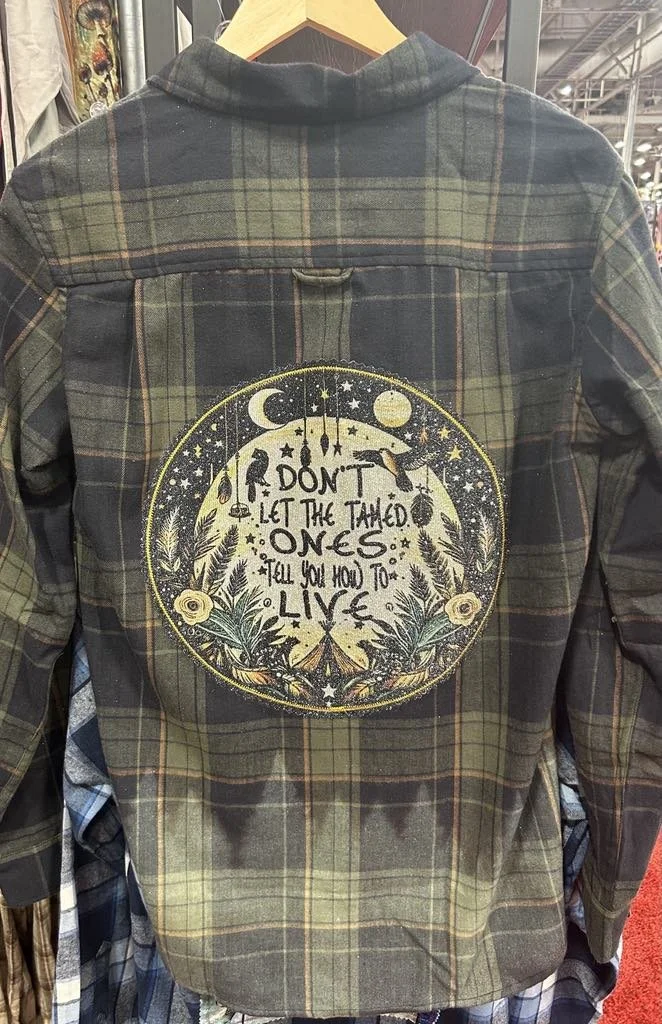 DON'T
LET THE TAMED
ONES
TELL YOU HOW TO
LIVE